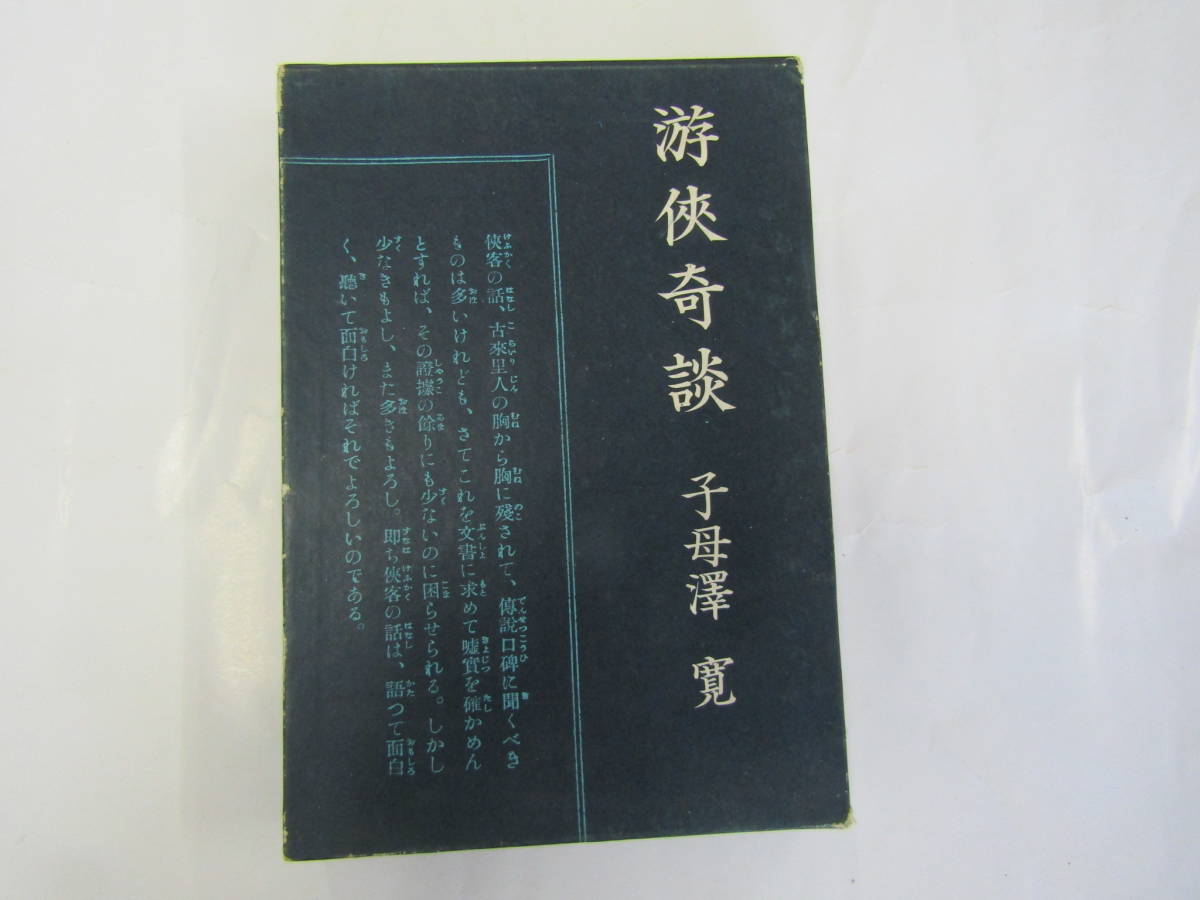 游俠奇談
子母澤 寛
俠客の話、古來里人の胸から胸に殘されて、傳說口碑に聞くべき
ものは多いけれども、さてこれを文書に求めて噓實を確かめん
とすれば、その證據の餘りにも少ないのに困らせられる。しかし
少なきもよし、また多きもよろし。卽ち俠客の話は、語つて面白
く、聽いて面白ければそれでよろしいのである。